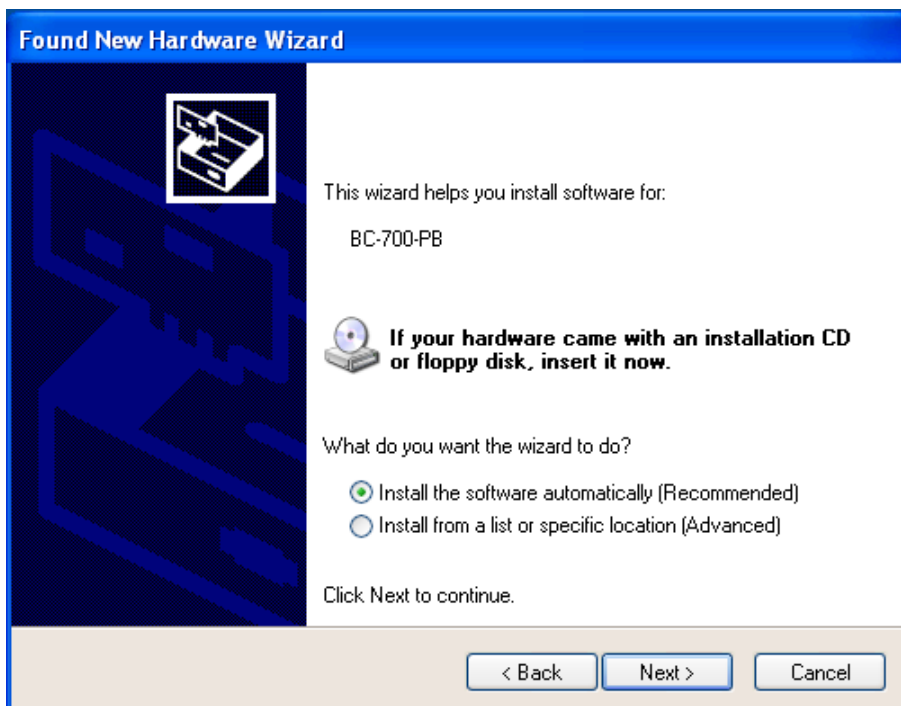 Found New Hardware Wizard
This wizard helps you install software for:
BC-700-PB
If your hardware came with an installation CD
or floppy disk, insert it now.
What do you want the wizard to do?
Install the software automatically (Recommended)
Install from a list or specific location (Advanced)
Click Next to continue.
< Back Next > Cancel